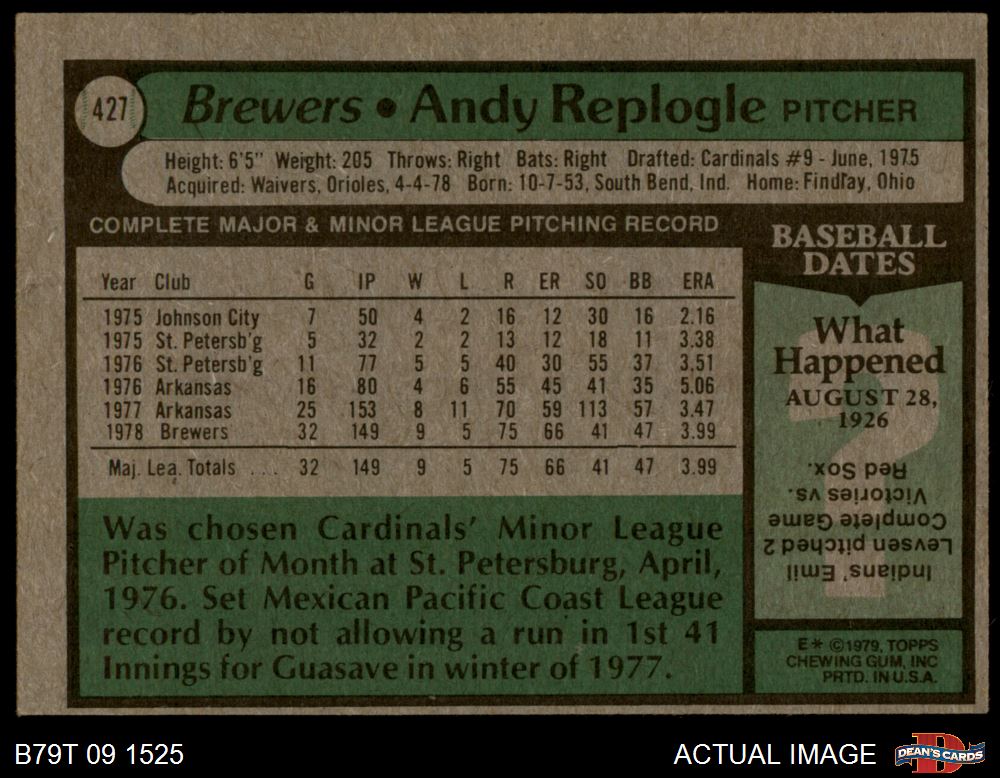 427
Brewers • Andy Replogle PITCHER
Height: 6'5" Weight: 205 Throws: Right Bats: Right Drafted: Cardinals #9 - June, 1975
Acquired: Waivers, Orioles, 4-4-78 Born: 10-7-53, South Bend, Ind. Home: Findlay, Ohio
COMPLETE MAJOR & MINOR LEAGUE PITCHING RECORD
Year Club G IP W L R ER SO BB ERA
1975 Johnson City 7 50 4 2 16 12 30 16 2.16
1975 St. Petersb'g 5 32 2 2 13 12 18 11 3.38
1976 St. Petersb'g 11 77 5 5 40 30 55 37 3.51
1976 Arkansas 16 80 4 6 55 45 41 35 5.06
1977 Arkansas 25 153 8 11 70 59 113 57 3.47
1978 Brewers 32 149 9 5 75 66 41 47 3.99
Maj. Lea. Totals ... 32 149 9 5 75 66 41 47 3.99
Was chosen Cardinals' Minor League
Pitcher of Month at St. Petersburg, April,
1976. Set Mexican Pacific Coast League
record by not allowing a run in 1st 41
Innings for Guasave in winter of 1977.
BASEBALL
DATES
What
Happened
AUGUST 28,
1926
?
Indians' Emil
Levsen pitched 2
Complete Game
Victories vs.
Red Sox.
E* ©1979, TOPPS
CHEWING GUM, INC
PRTD. IN U.S.A.
B79T 09 1525
ACTUAL IMAGE
DEAN'S CARDS